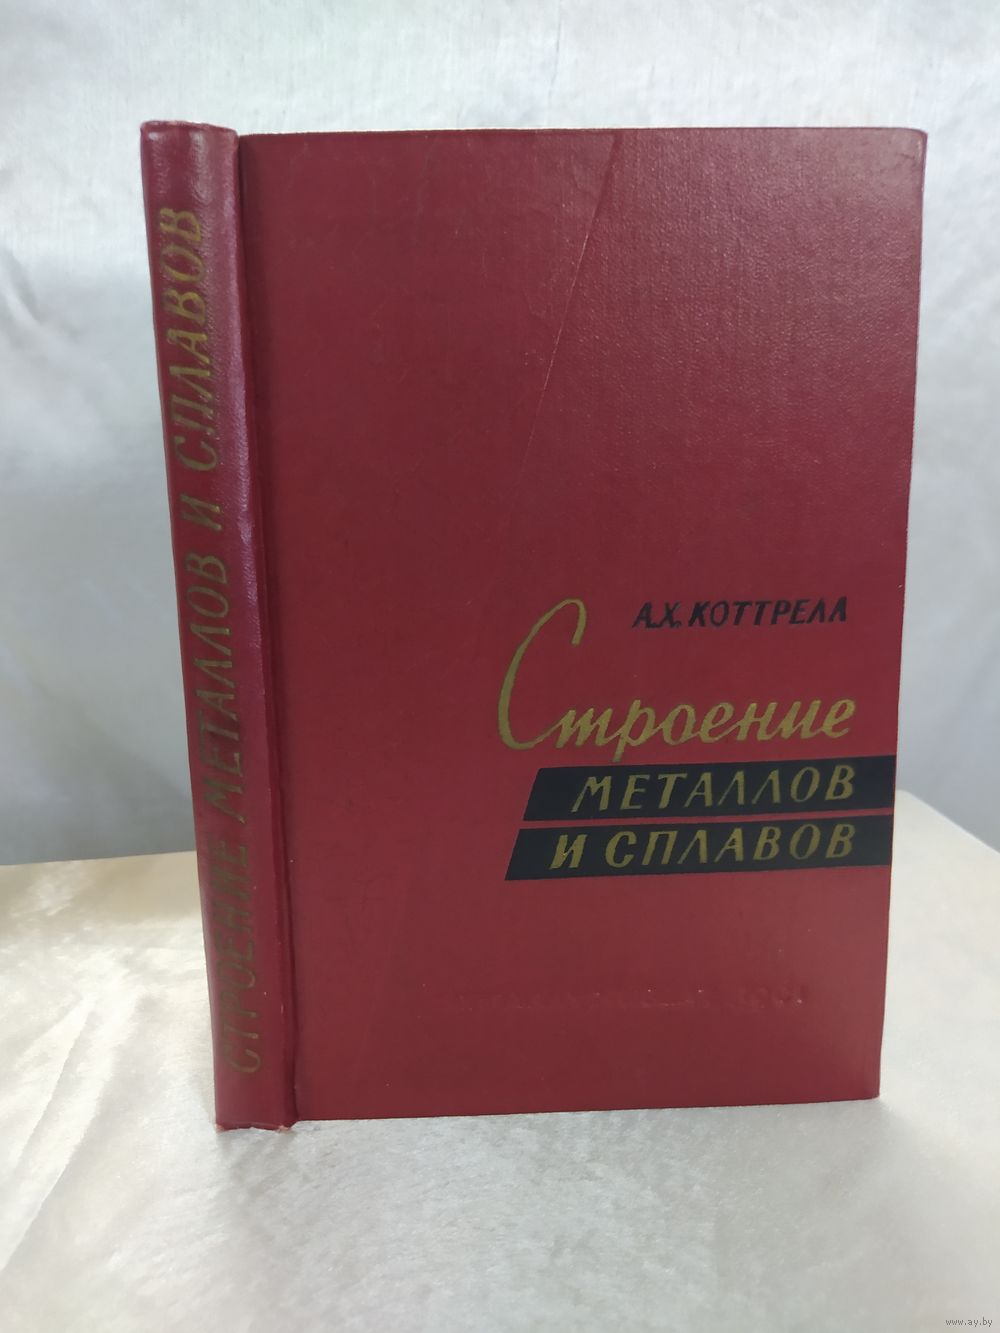 СТРОЕНИЕ МЕТАЛЛОВ И СПЛАВОВ
А.Х. КОТТРЕЛЛ
Строение
МЕТАЛЛОВ
И СПЛАВОВ
www.ay.by